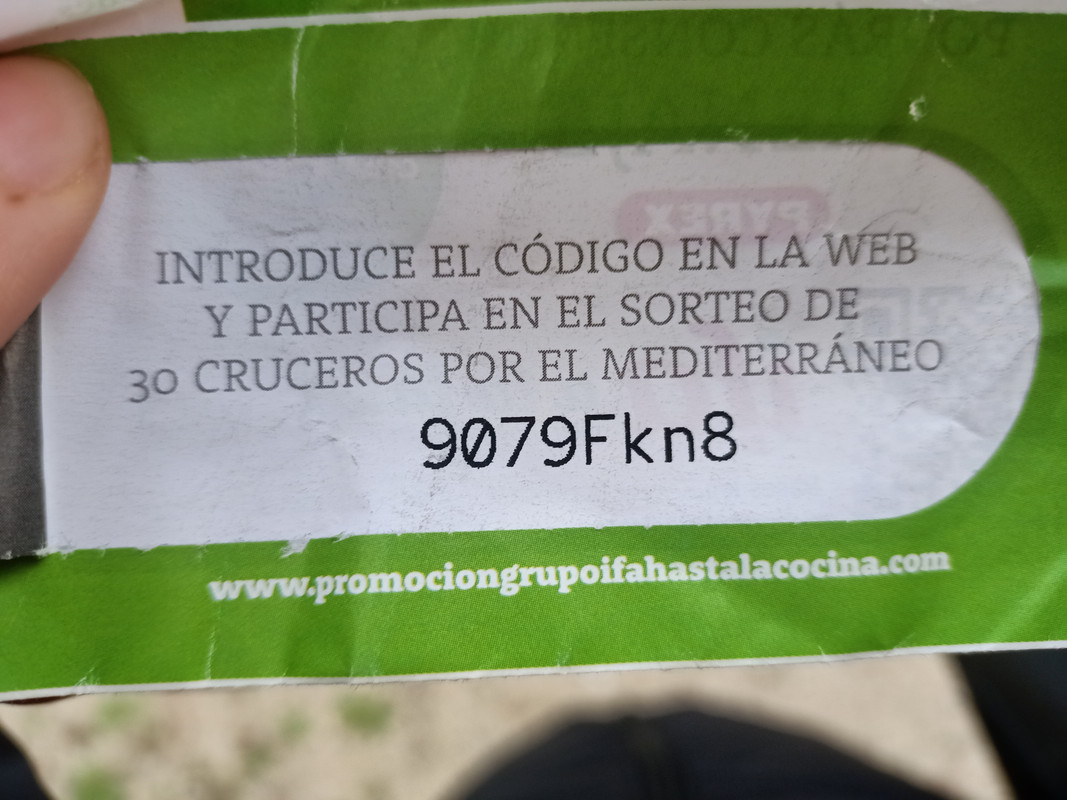 INTRODUCE EL CÓDIGO EN LA WEB
Y PARTICIPA EN EL SORTEO DE
30 CRUCEROS POR EL MEDITERRÁNEO
9079Fkn8
www.promociongrupoifahastalacocina.com
PYREX